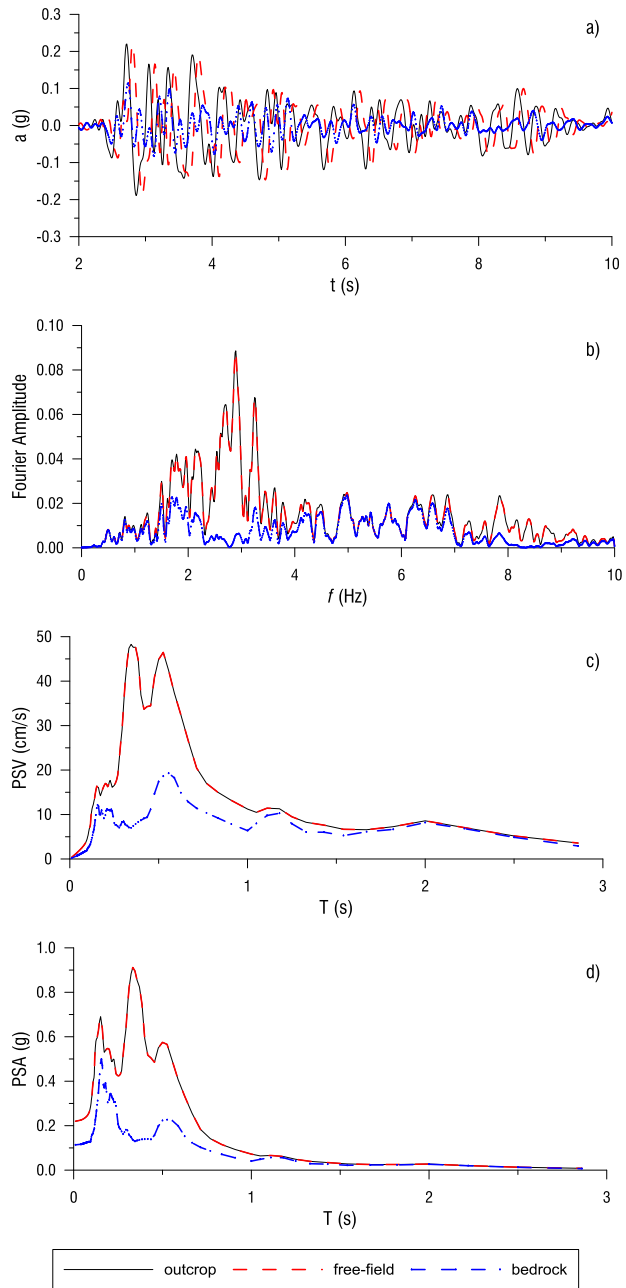 a)
0.3
0.2
0.1
0.0
-0.1
-0.2
-0.3
a (g)
2 4 6 8 10
t (s)
b)
0.10
0.08
0.06
0.04
0.02
0.00
Fourier Amplitude
0 2 4 6 8 10
f (Hz)
c)
50
40
30
20
10
0
PSV (cm/s)
0 1 2 3
T (s)
d)
1.0
0.8
0.6
0.4
0.2
0.0
PSA (g)
0 1 2 3
T (s)
outcrop free-field bedrock